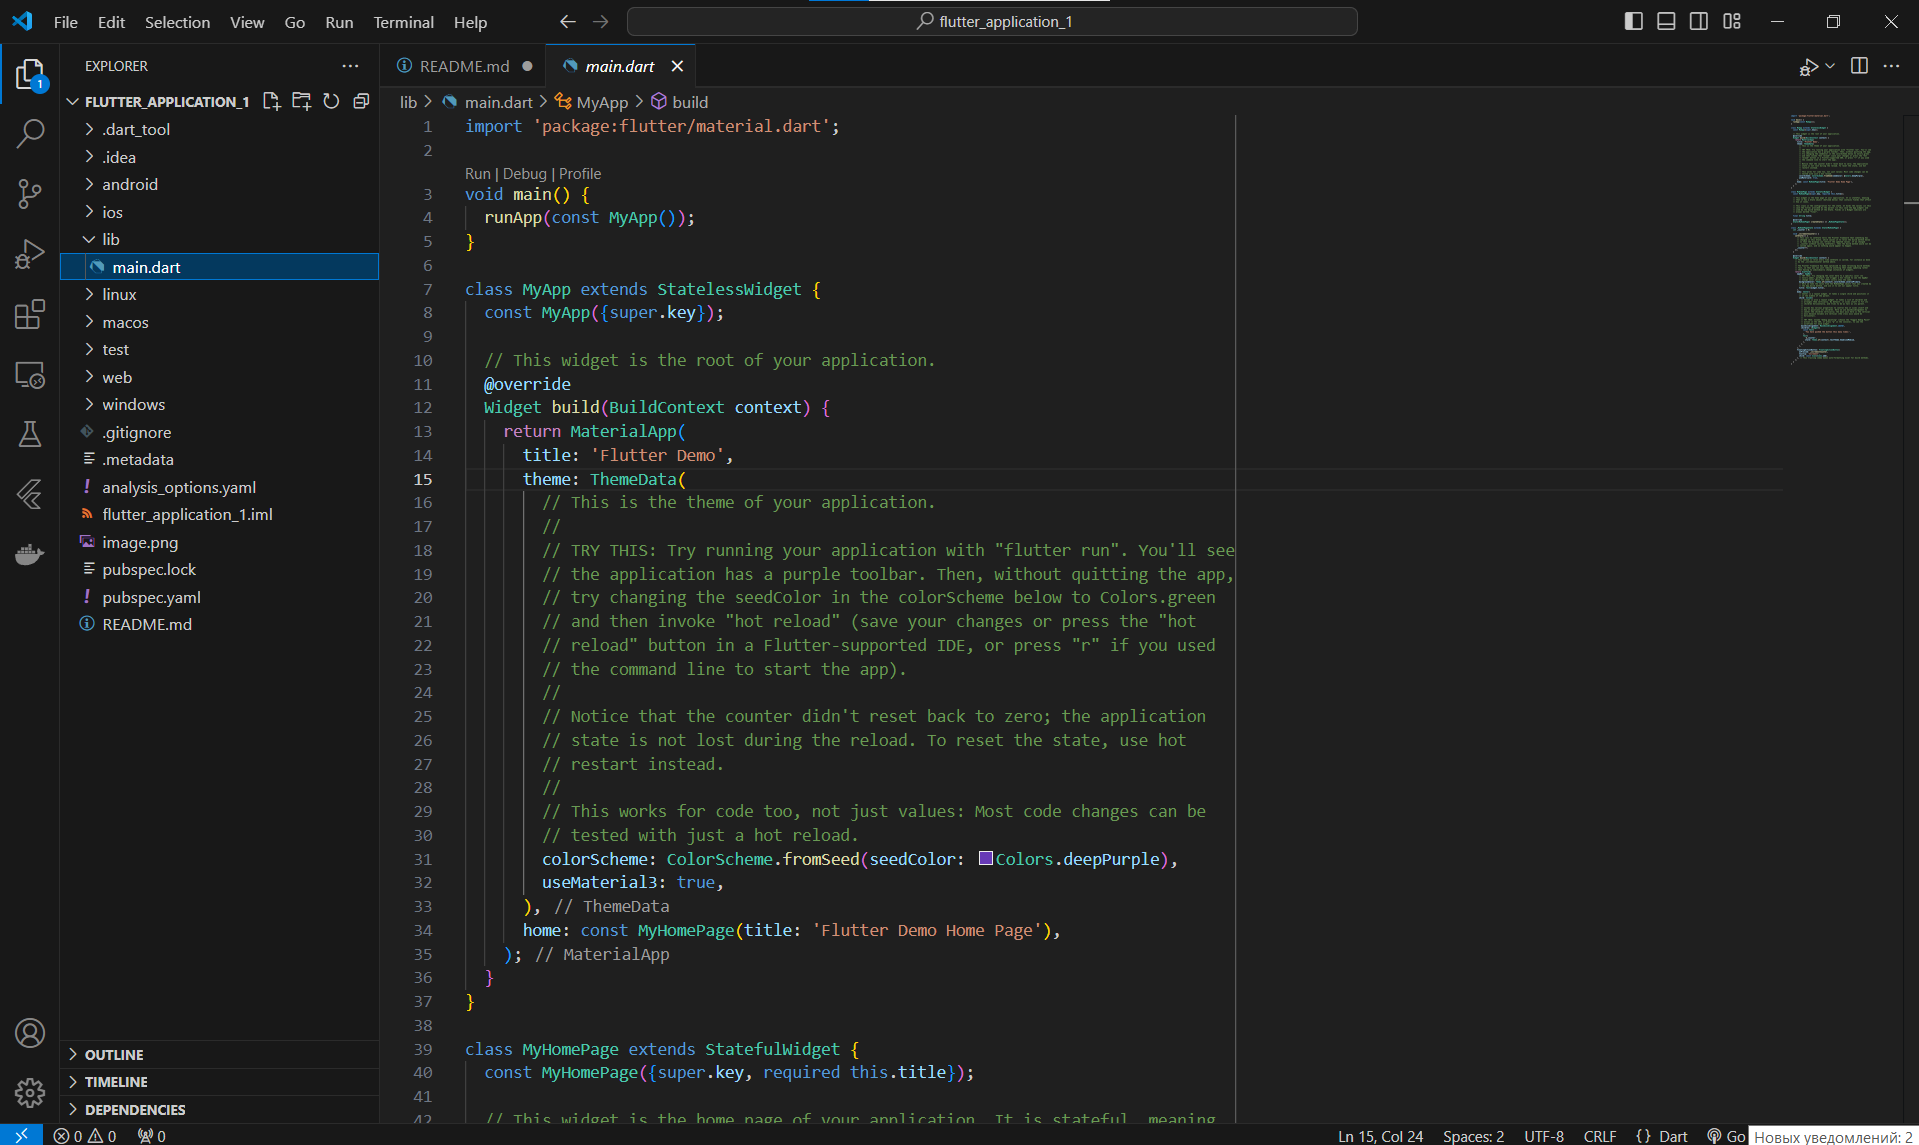 File Edit Selection View Go Run Terminal Help
flutter_application_1
EXPLORER
FLUTTER_APPLICATION_1
.dart_tool
.idea
android
ios
lib
main.dart
linux
macos
test
web
windows
.gitignore
.metadata
analysis_options.yaml
flutter_application_1.iml
image.png
pubspec.lock
pubspec.yaml
README.md
OUTLINE
TIMELINE
DEPENDENCIES
1
README.md
main.dart
lib > main.dart > MyApp > build
1 import 'package:flutter/material.dart';
2
Run | Debug | Profile
3 void main() {
4 runApp(const MyApp());
5 }
6
7 class MyApp extends StatelessWidget {
8 const MyApp({super.key});
9
10 // This widget is the root of your application.
11 @override
12 Widget build(BuildContext context) {
13 return MaterialApp(
14 title: 'Flutter Demo',
15 theme: ThemeData(
16 // This is the theme of your application.
17 //
18 // TRY THIS: Try running your application with "flutter run". You'll see
19 // the application has a purple toolbar. Then, without quitting the app,
20 // try changing the seedColor in the colorScheme below to Colors.green
21 // and then invoke "hot reload" (save your changes or press the "hot
22 // reload" button in a Flutter-supported IDE, or press "r" if you used
23 // the command line to start the app).
24 //
25 // Notice that the counter didn't reset back to zero; the application
26 // state is not lost during the reload. To reset the state, use hot
27 // restart instead.
28 //
29 // This works for code too, not just values: Most code changes can be
30 // tested with just a hot reload.
31 colorScheme: ColorScheme.fromSeed(seedColor: Colors.deepPurple),
32 useMaterial3: true,
33 ), // ThemeData
34 home: const MyHomePage(title: 'Flutter Demo Home Page'),
35 ); // MaterialApp
36 }
37 }
38
39 class MyHomePage extends StatefulWidget {
40 const MyHomePage({super.key, required this.title});
41
42 // This widget is the home page of your application. It is stateful, meaning
0 0 0
Ln 15, Col 24 Spaces: 2 UTF-8 CRLF {} Dart Go
Новых уведомлений: 2